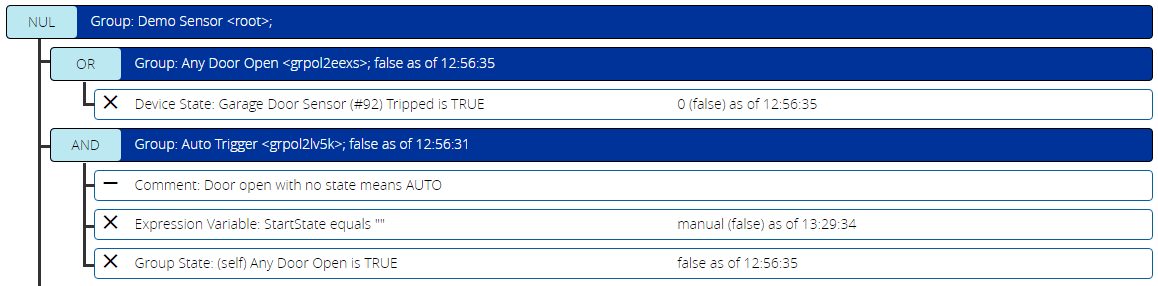 NUL Group: Demo Sensor <root>;
OR Group: Any Door Open <grpol2eexs>; false as of 12:56:35
Device State: Garage Door Sensor (#92) Tripped is TRUE 0 (false) as of 12:56:35
AND Group: Auto Trigger <grpol2lv5k>; false as of 12:56:31
Comment: Door open with no state means AUTO
Expression Variable: StartState equals "" manual (false) as of 13:29:34
Group State: (self) Any Door Open is TRUE false as of 12:56:35